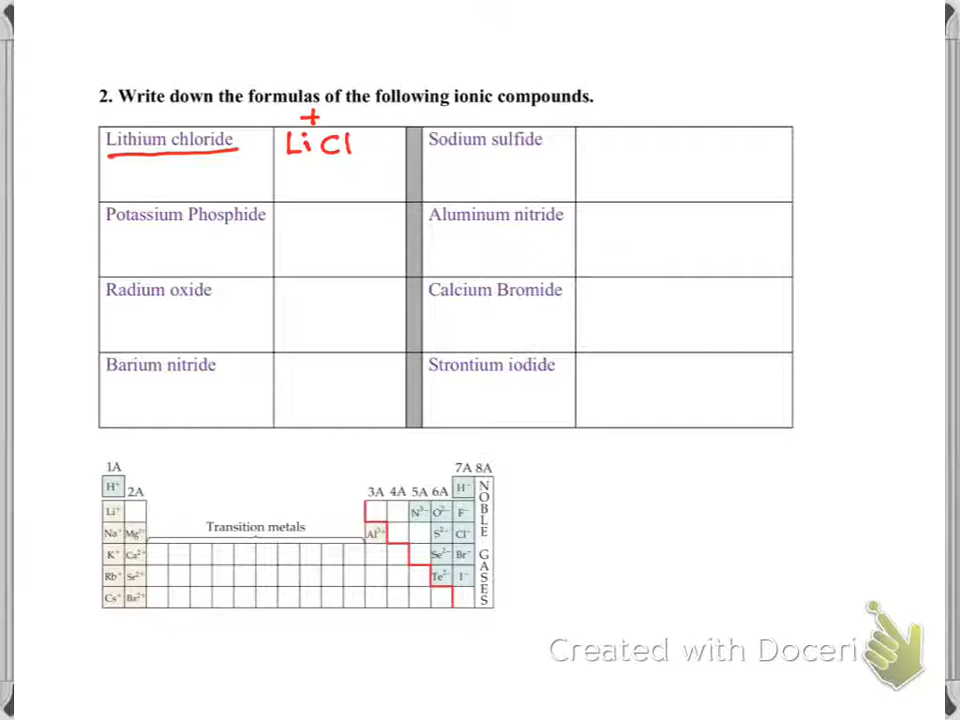 2. Write down the formulas of the following ionic compounds.
+
Lithium chloride LiCl Sodium sulfide
Potassium Phosphide Aluminum nitride
Radium oxide Calcium Bromide
Barium nitride Strontium iodide
1A 7A 8A
H⁺ 2A 3A 4A 5A 6A H⁻ NOBLE GASES
Li⁺ N³⁻ O²⁻ F⁻
Transition metals
Na⁺ Mg²⁺ Al³⁺ S²⁻ Cl⁻
K⁺ Ca²⁺ Se²⁻ Br⁻
Rb⁺ Sr²⁺ Te²⁻ I⁻
Cs⁺ Ba²⁺
Created with Doceri